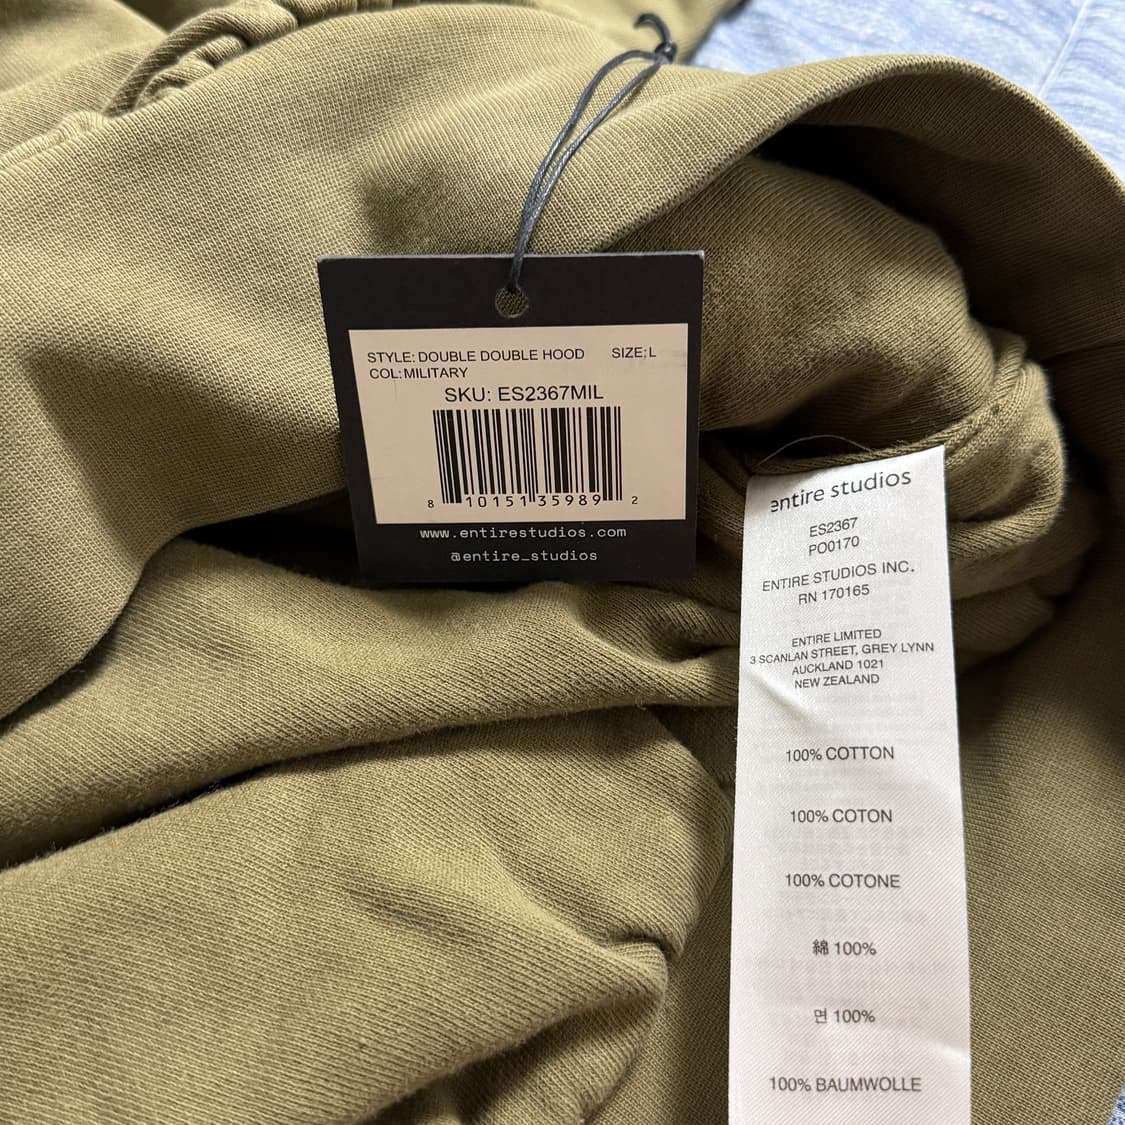 STYLE: DOUBLE DOUBLE HOOD SIZE:L
COL:MILITARY
SKU: ES2367MIL
8 10151 35989 2
www.entirestudios.com
@entire_studios
entire studios
ES2367
PO0170
ENTIRE STUDIOS INC.
RN 170165
ENTIRE LIMITED
3 SCANLAN STREET, GREY LYNN
AUCKLAND 1021
NEW ZEALAND
100% COTTON
100% COTON
100% COTONE
綿 100%
면 100%
100% BAUMWOLLE